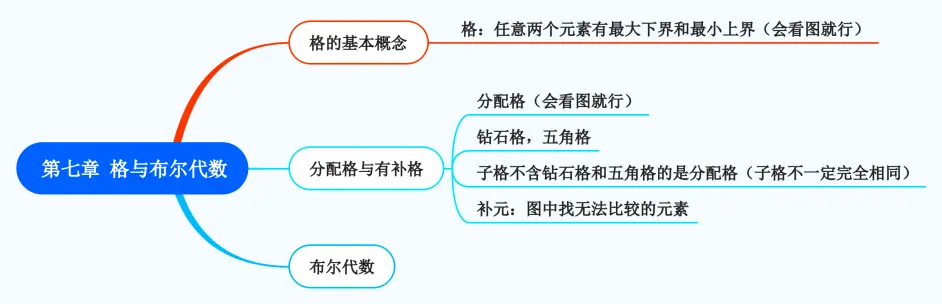 第七章 格与布尔代数
格的基本概念
格：任意两个元素有最大下界和最小上界（会看图就行）
分配格与有补格
分配格（会看图就行）
钻石格，五角格
子格不含钻石格和五角格的是分配格（子格不一定完全相同）
补元：图中找无法比较的元素
布尔代数